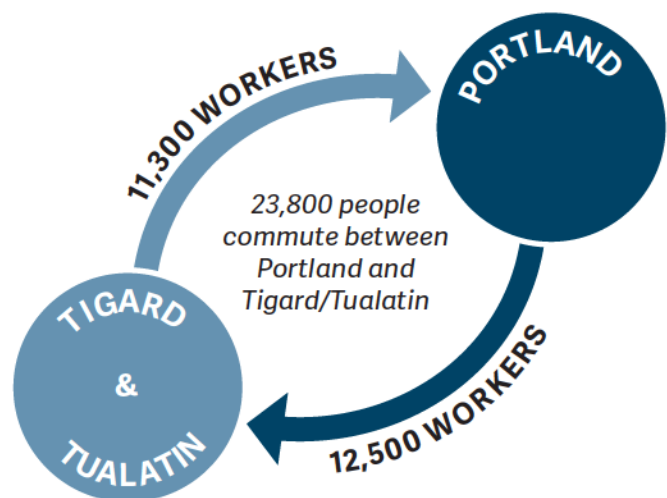 11,300 WORKERS
PORTLAND
23,800 people
commute between
Portland and
Tigard/Tualatin
TIGARD
&
TUALATIN
12,500 WORKERS